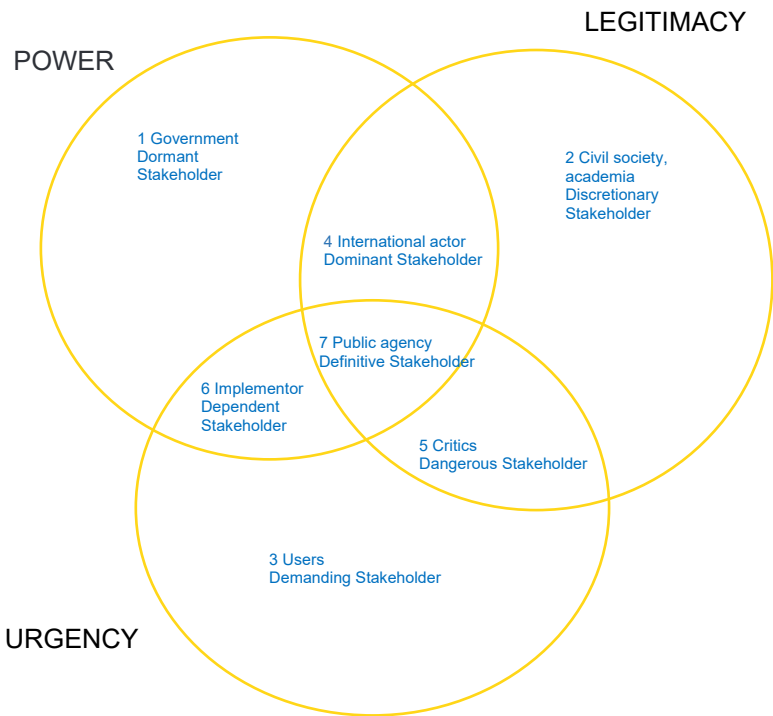 LEGITIMACY
POWER
1 Government
Dormant
Stakeholder
2 Civil society,
academia
Discretionary
Stakeholder
4 International actor
Dominant Stakeholder
7 Public agency
Definitive Stakeholder
6 Implementor
Dependent
Stakeholder
5 Critics
Dangerous Stakeholder
3 Users
Demanding Stakeholder
URGENCY